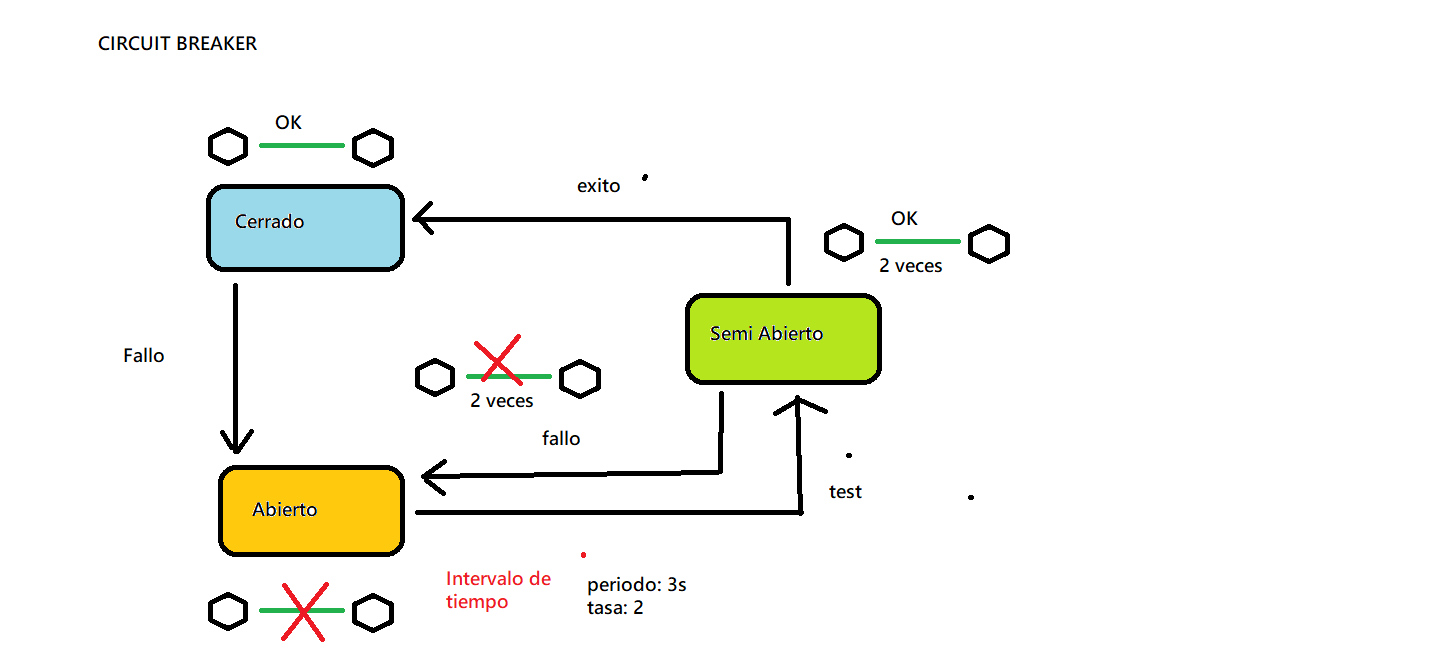 CIRCUIT BREAKER
OK
exito
Cerrado
OK
2 veces
Semi Abierto
Fallo
2 veces
fallo
test
Abierto
Intervalo de
tiempo
periodo: 3s
tasa: 2